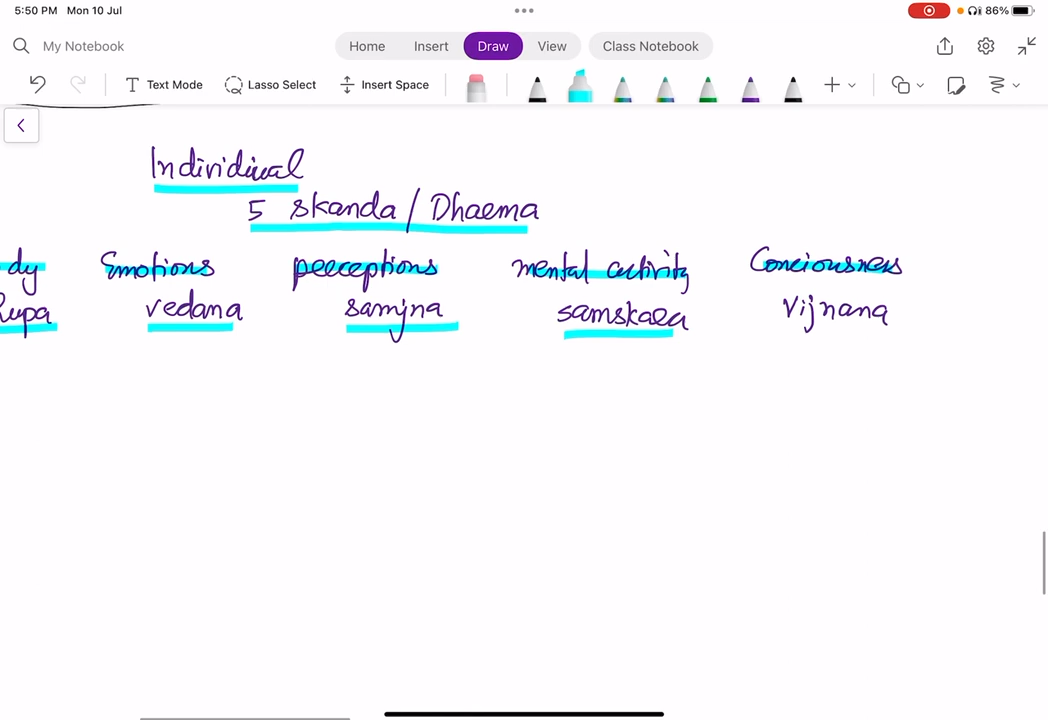 5:50 PM Mon 10 Jul
86%
My Notebook
Home Insert Draw View Class Notebook
Text Mode Lasso Select Insert Space
Individual
5 Skanda / Dhaema
dy Emotions perceptions mental activity Conciousness
Rupa vedana samjna samskara Vijnana